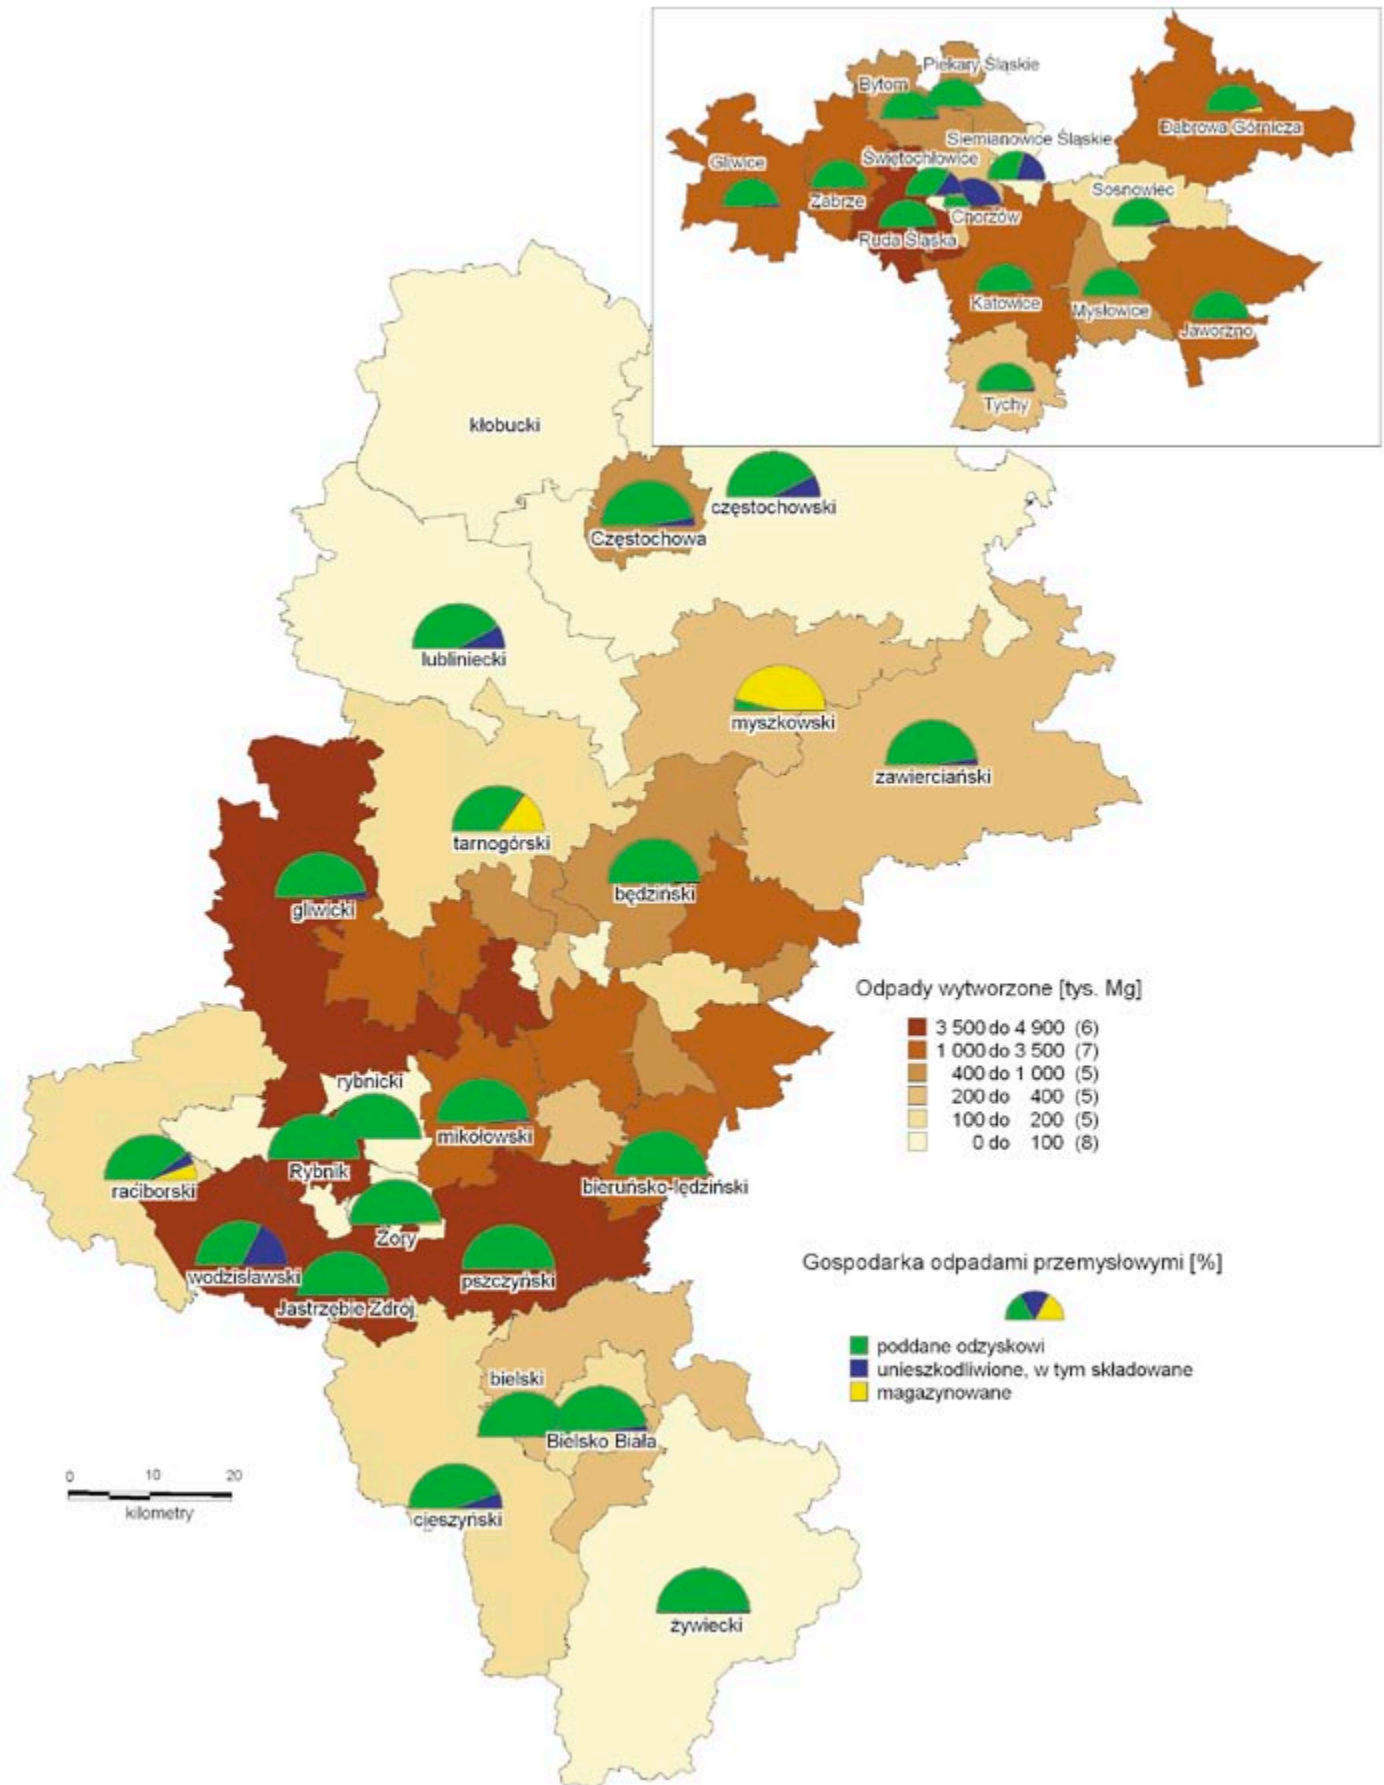 Piekary Śląskie
Bytom
Dąbrowa Górnicza
Siemianowice Śląskie
Gliwice
Świętochłowice
Sosnowiec
Zabrze
Chorzów
Ruda Śląska
Katowice
Mysłowice
Jaworzno
Tychy
kłobucki
częstochowski
Częstochowa
lubliniecki
myszkowski
zawierciański
tarnogórski
będziński
gliwicki
Odpady wytworzone [tys. Mg]
3 500 do 4 900 (6)
1 000 do 3 500 (7)
400 do 1 000 (5)
200 do 400 (5)
100 do 200 (5)
0 do 100 (8)
rybnicki
mikołowski
Rybnik
bieruńsko-lędziński
raciborski
Żory
wodzisławski
pszczyński
Jastrzębie Zdrój
Gospodarka odpadami przemysłowymi [%]
poddane odzyskowi
unieszkodliwione, w tym składowane
magazynowane
bielski
Bielsko Biała
0 10 20
kilometry
cieszyński
żywiecki